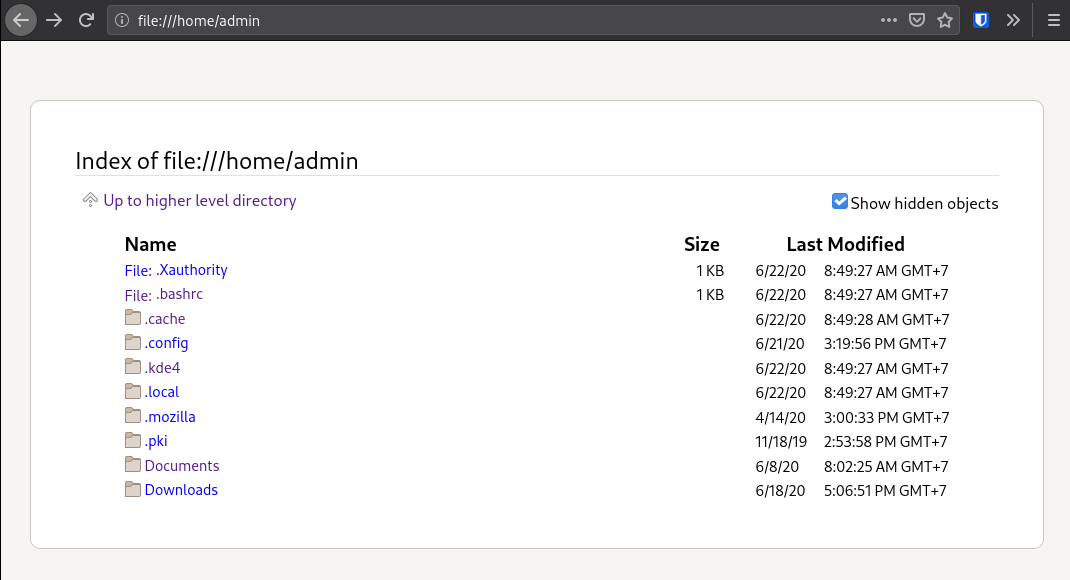 file:///home/admin
Index of file:///home/admin
Up to higher level directory
Show hidden objects
Name Size Last Modified
File: .Xauthority 1 KB 6/22/20 8:49:27 AM GMT+7
File: .bashrc 1 KB 6/22/20 8:49:27 AM GMT+7
.cache 6/22/20 8:49:28 AM GMT+7
.config 6/21/20 3:19:56 PM GMT+7
.kde4 6/22/20 8:49:27 AM GMT+7
.local 6/22/20 8:49:27 AM GMT+7
.mozilla 4/14/20 3:00:33 PM GMT+7
.pki 11/18/19 2:53:58 PM GMT+7
Documents 6/8/20 8:02:25 AM GMT+7
Downloads 6/18/20 5:06:51 PM GMT+7